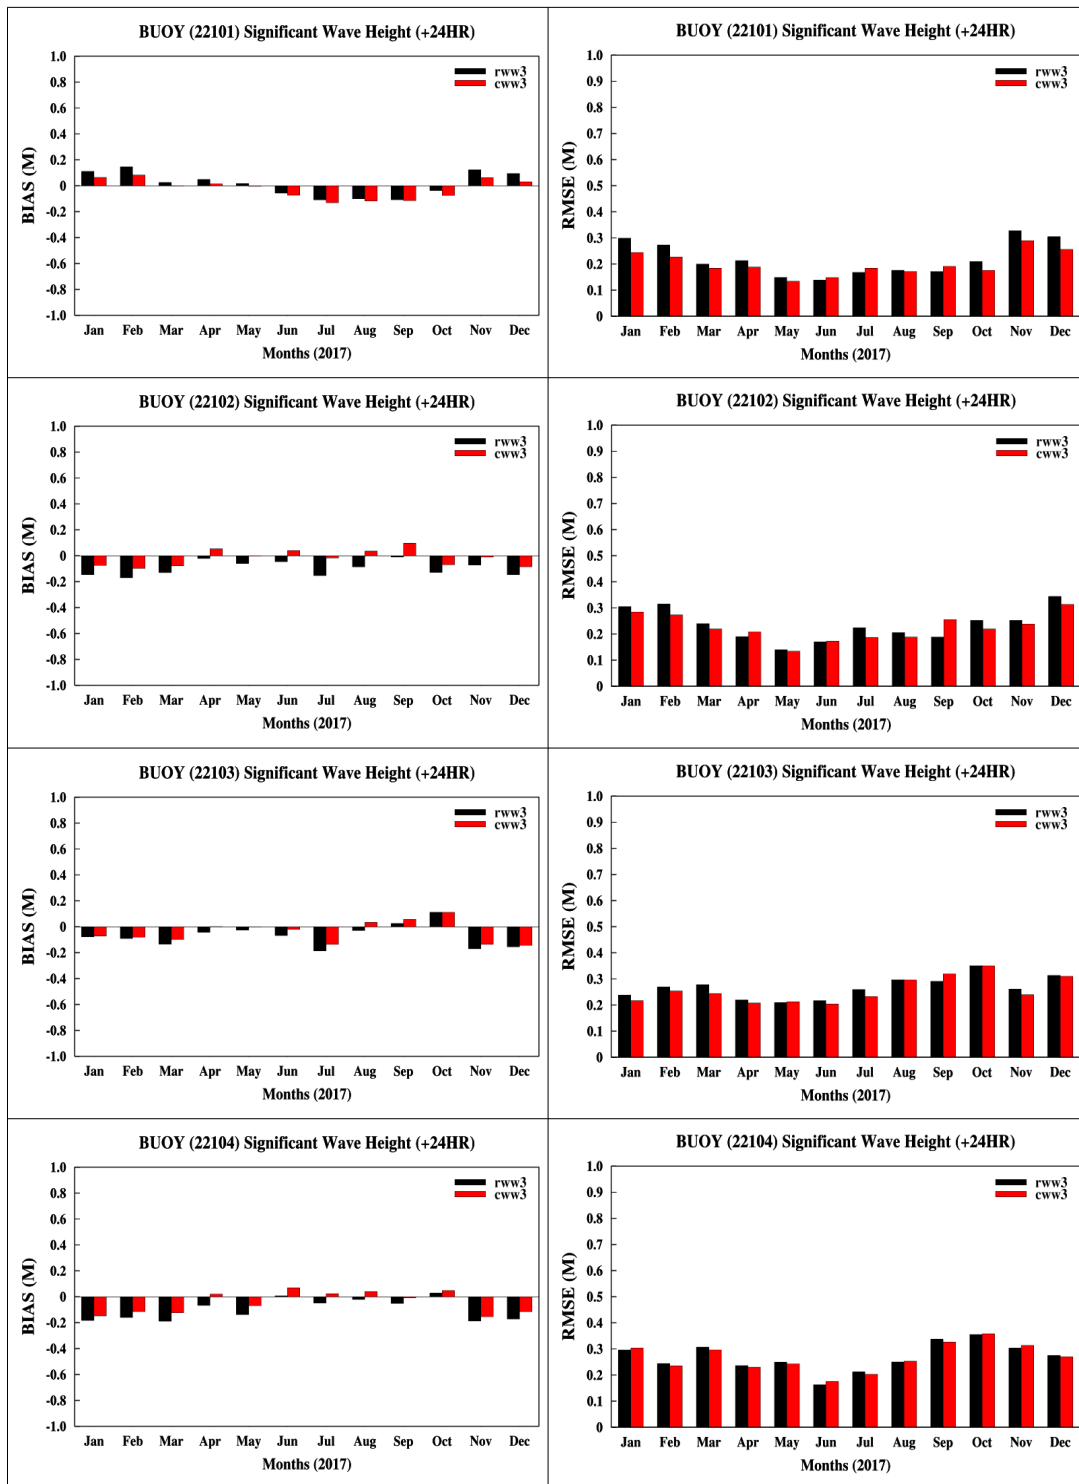 BUOY (22101) Significant Wave Height (+24HR)
1.0
0.8
0.6
0.4
0.2
0
-0.2
-0.4
-0.6
-0.8
-1.0
BIAS (M)
rww3
cww3
Jan Feb Mar Apr May Jun Jul Aug Sep Oct Nov Dec
Months (2017)
BUOY (22101) Significant Wave Height (+24HR)
1.0
0.9
0.8
0.7
0.6
0.5
0.4
0.3
0.2
0.1
0
RMSE (M)
rww3
cww3
Jan Feb Mar Apr May Jun Jul Aug Sep Oct Nov Dec
Months (2017)
BUOY (22102) Significant Wave Height (+24HR)
1.0
0.8
0.6
0.4
0.2
0
-0.2
-0.4
-0.6
-0.8
-1.0
BIAS (M)
rww3
cww3
Jan Feb Mar Apr May Jun Jul Aug Sep Oct Nov Dec
Months (2017)
BUOY (22102) Significant Wave Height (+24HR)
1.0
0.9
0.8
0.7
0.6
0.5
0.4
0.3
0.2
0.1
0
RMSE (M)
rww3
cww3
Jan Feb Mar Apr May Jun Jul Aug Sep Oct Nov Dec
Months (2017)
BUOY (22103) Significant Wave Height (+24HR)
1.0
0.8
0.6
0.4
0.2
0
-0.2
-0.4
-0.6
-0.8
-1.0
BIAS (M)
rww3
cww3
Jan Feb Mar Apr May Jun Jul Aug Sep Oct Nov Dec
Months (2017)
BUOY (22103) Significant Wave Height (+24HR)
1.0
0.9
0.8
0.7
0.6
0.5
0.4
0.3
0.2
0.1
0
RMSE (M)
rww3
cww3
Jan Feb Mar Apr May Jun Jul Aug Sep Oct Nov Dec
Months (2017)
BUOY (22104) Significant Wave Height (+24HR)
1.0
0.8
0.6
0.4
0.2
0
-0.2
-0.4
-0.6
-0.8
-1.0
BIAS (M)
rww3
cww3
Jan Feb Mar Apr May Jun Jul Aug Sep Oct Nov Dec
Months (2017)
BUOY (22104) Significant Wave Height (+24HR)
1.0
0.9
0.8
0.7
0.6
0.5
0.4
0.3
0.2
0.1
0
RMSE (M)
rww3
cww3
Jan Feb Mar Apr May Jun Jul Aug Sep Oct Nov Dec
Months (2017)